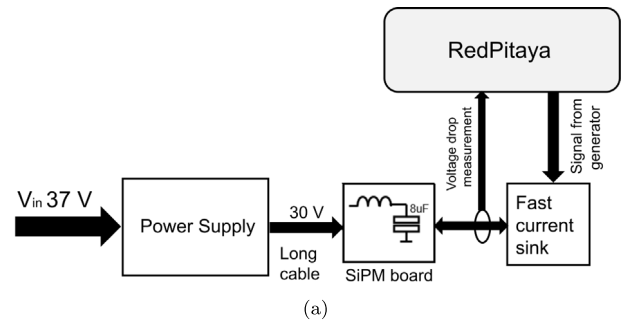 RedPitaya
Voltage drop
measurement
Signal from
generator
Vin 37 V
Power Supply
30 V
Long
cable
8uF
SiPM board
Fast
current
sink
(a)